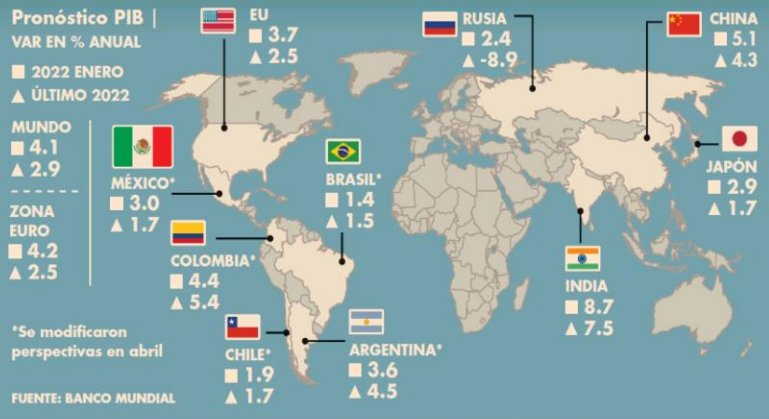 Pronóstico PIB |
VAR EN % ANUAL
■ 2022 ENERO
▲ ÚLTIMO 2022
MUNDO
■ 4.1
▲ 2.9
ZONA
EURO
■ 4.2
▲ 2.5
*Se modificaron
perspectivas en abril
FUENTE: BANCO MUNDIAL
EU
■ 3.7
▲ 2.5
MÉXICO*
■ 3.0
▲ 1.7
COLOMBIA*
■ 4.4
▲ 5.4
CHILE*
■ 1.9
▲ 1.7
BRASIL*
■ 1.4
▲ 1.5
ARGENTINA*
■ 3.6
▲ 4.5
RUSIA
■ 2.4
▲ -8.9
CHINA
■ 5.1
▲ 4.3
JAPÓN
■ 2.9
▲ 1.7
INDIA
■ 8.7
▲ 7.5